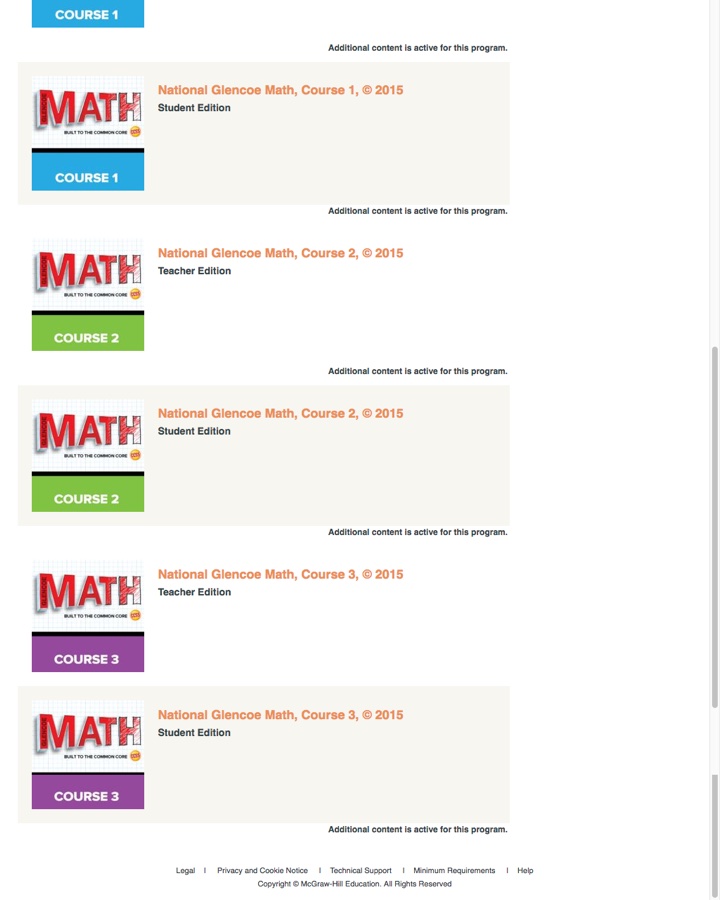 COURSE 1
Additional content is active for this program.
GLENCOE
MATH
BUILT TO THE COMMON CORE
COURSE 1
National Glencoe Math, Course 1, © 2015
Student Edition
Additional content is active for this program.
GLENCOE
MATH
BUILT TO THE COMMON CORE
COURSE 2
National Glencoe Math, Course 2, © 2015
Teacher Edition
Additional content is active for this program.
GLENCOE
MATH
BUILT TO THE COMMON CORE
COURSE 2
National Glencoe Math, Course 2, © 2015
Student Edition
Additional content is active for this program.
GLENCOE
MATH
BUILT TO THE COMMON CORE
COURSE 3
National Glencoe Math, Course 3, © 2015
Teacher Edition
GLENCOE
MATH
BUILT TO THE COMMON CORE
COURSE 3
National Glencoe Math, Course 3, © 2015
Student Edition
Additional content is active for this program.
Legal | Privacy and Cookie Notice | Technical Support | Minimum Requirements | Help
Copyright © McGraw-Hill Education. All Rights Reserved